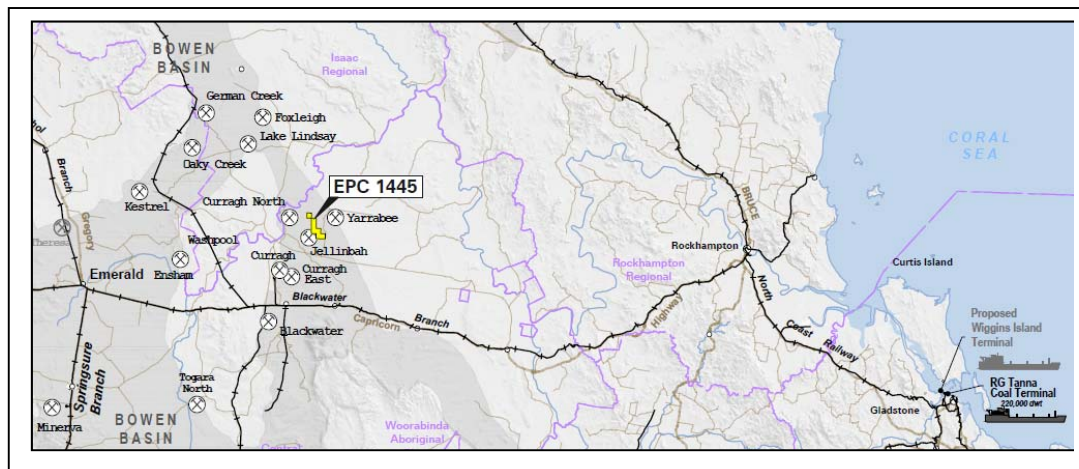 BOWEN
BASIN
Isaac
Regional
German Creek
Foxleigh
Lake Lindsay
Oaky Creek
Branch
Gregory
Kestrel
EPC 1445
Curragh North
Yarrabee
Theresa
Washpool
Jellinbah
Ensham
Curragh
Curragh
East
Emerald
Blackwater
Branch
Capricorn
Highway
Blackwater
Springsure
Branch
Togara
North
Minerva
BOWEN
BASIN
Woorabinda
Aboriginal
Rockhampton
Regional
Rockhampton
BRUCE
North
Coast
Railway
CORAL
SEA
Curtis Island
Proposed
Wiggins Island
Terminal
RG Tanna
Coal Terminal
220,000 dwt
Gladstone